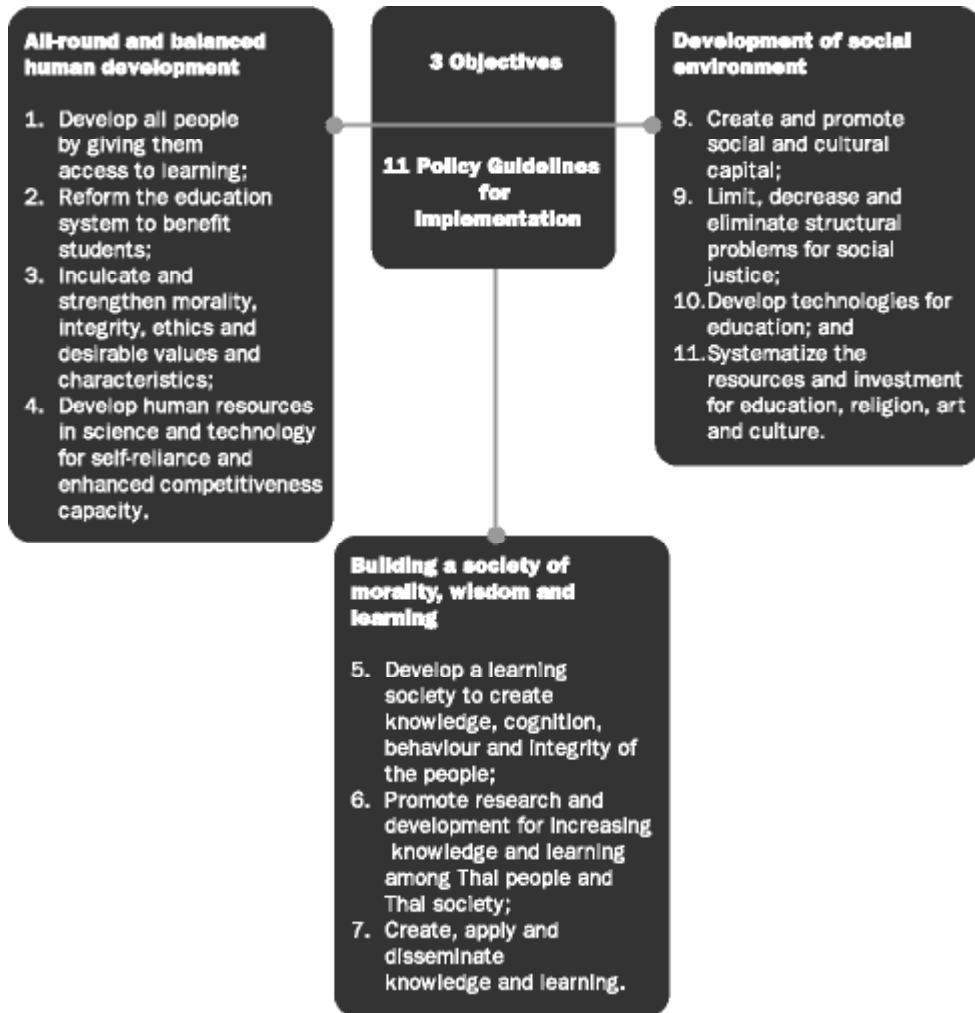 All-round and balanced
human development
1. Develop all people
by giving them
access to learning;
2. Reform the education
system to benefit
students;
3. Inculcate and
strengthen morality,
integrity, ethics and
desirable values and
characteristics;
4. Develop human resources
in science and technology
for self-reliance and
enhanced competitiveness
capacity.
3 Objectives
11 Policy Guidelines
for
Implementation
Development of social
environment
8. Create and promote
social and cultural
capital;
9. Limit, decrease and
eliminate structural
problems for social
justice;
10. Develop technologies for
education; and
11. Systematize the
resources and investment
for education, religion, art
and culture.
Building a society of
morality, wisdom and
learning
5. Develop a learning
society to create
knowledge, cognition,
behaviour and integrity of
the people;
6. Promote research and
development for increasing
knowledge and learning
among Thai people and
Thai society;
7. Create, apply and
disseminate
knowledge and learning.